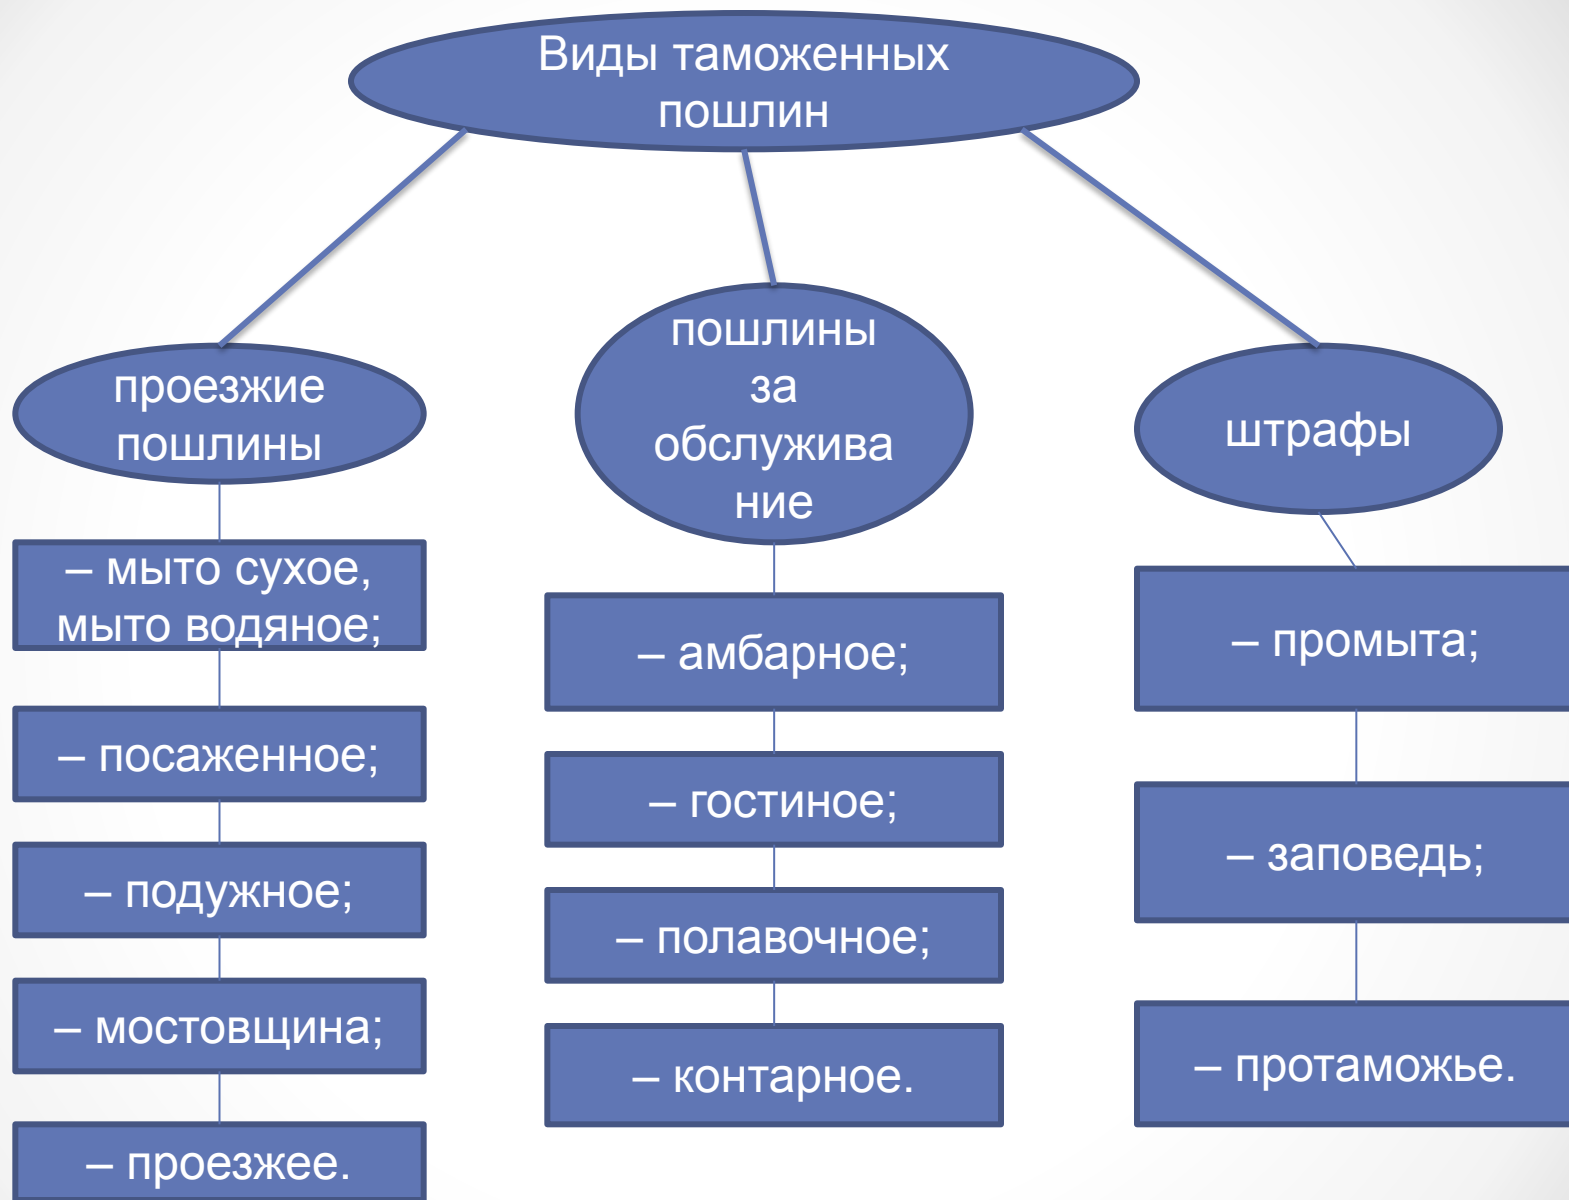 Виды таможенных
пошлин
проезжие
пошлины
– мыто сухое,
мыто водяное;
– посаженное;
– подужное;
– мостовщина;
– проезжее.
пошлины
за
обслужива
ние
– амбарное;
– гостиное;
– полавочное;
– контарное.
штрафы
– промыта;
– заповедь;
– протаможье.